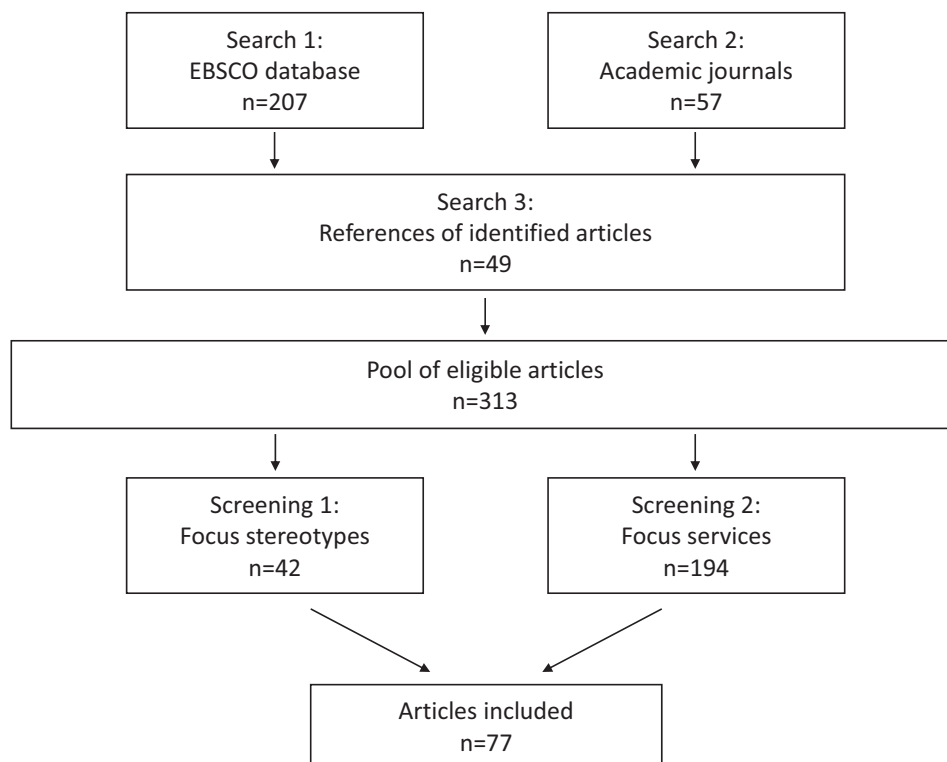 Search 1:
EBSCO database
n=207
Search 2:
Academic journals
n=57
Search 3:
References of identified articles
n=49
Pool of eligible articles
n=313
Screening 1:
Focus stereotypes
n=42
Screening 2:
Focus services
n=194
Articles included
n=77